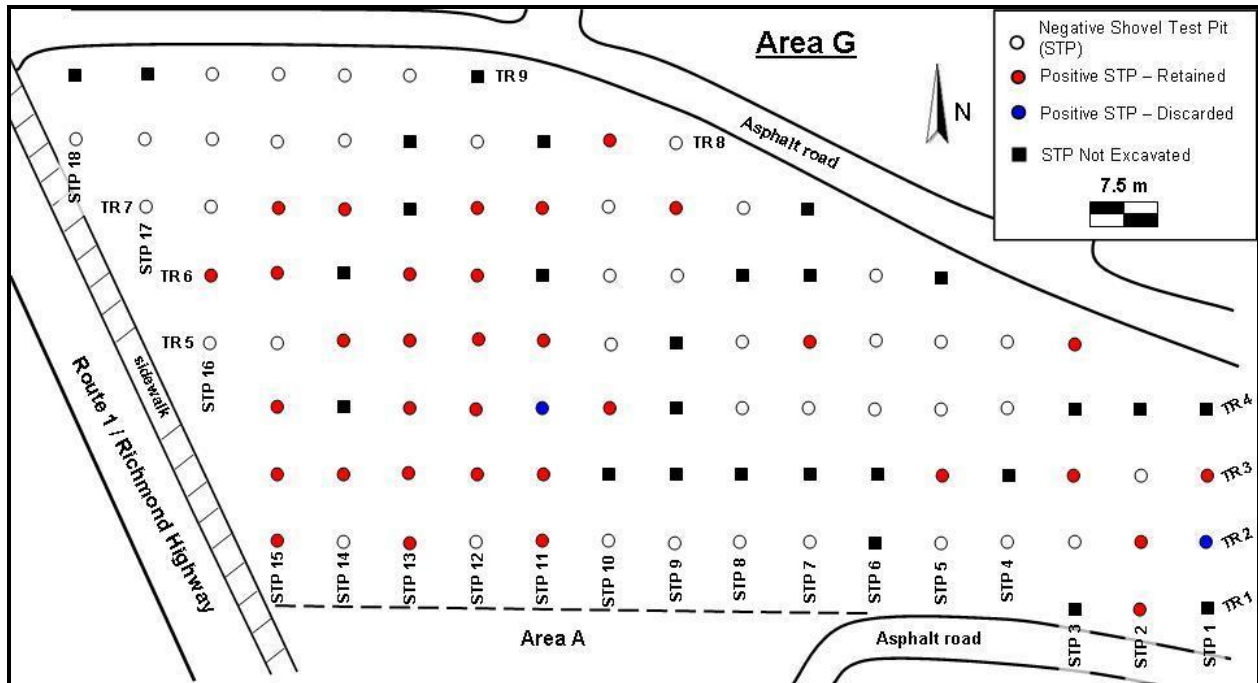 Area G
Negative Shovel Test Pit
(STP)
Positive STP – Retained
Positive STP – Discarded
STP Not Excavated
7.5 m
N
Asphalt road
TR 9
TR 8
STP 18
TR 7
STP 17
TR 6
TR 5
STP 16
sidewalk
Route 1 / Richmond Highway
TR 4
TR 3
TR 2
TR 1
STP 15
STP 14
STP 13
STP 12
STP 11
STP 10
STP 9
STP 8
STP 7
STP 6
STP 5
STP 4
STP 3
STP 2
STP 1
Area A
Asphalt road